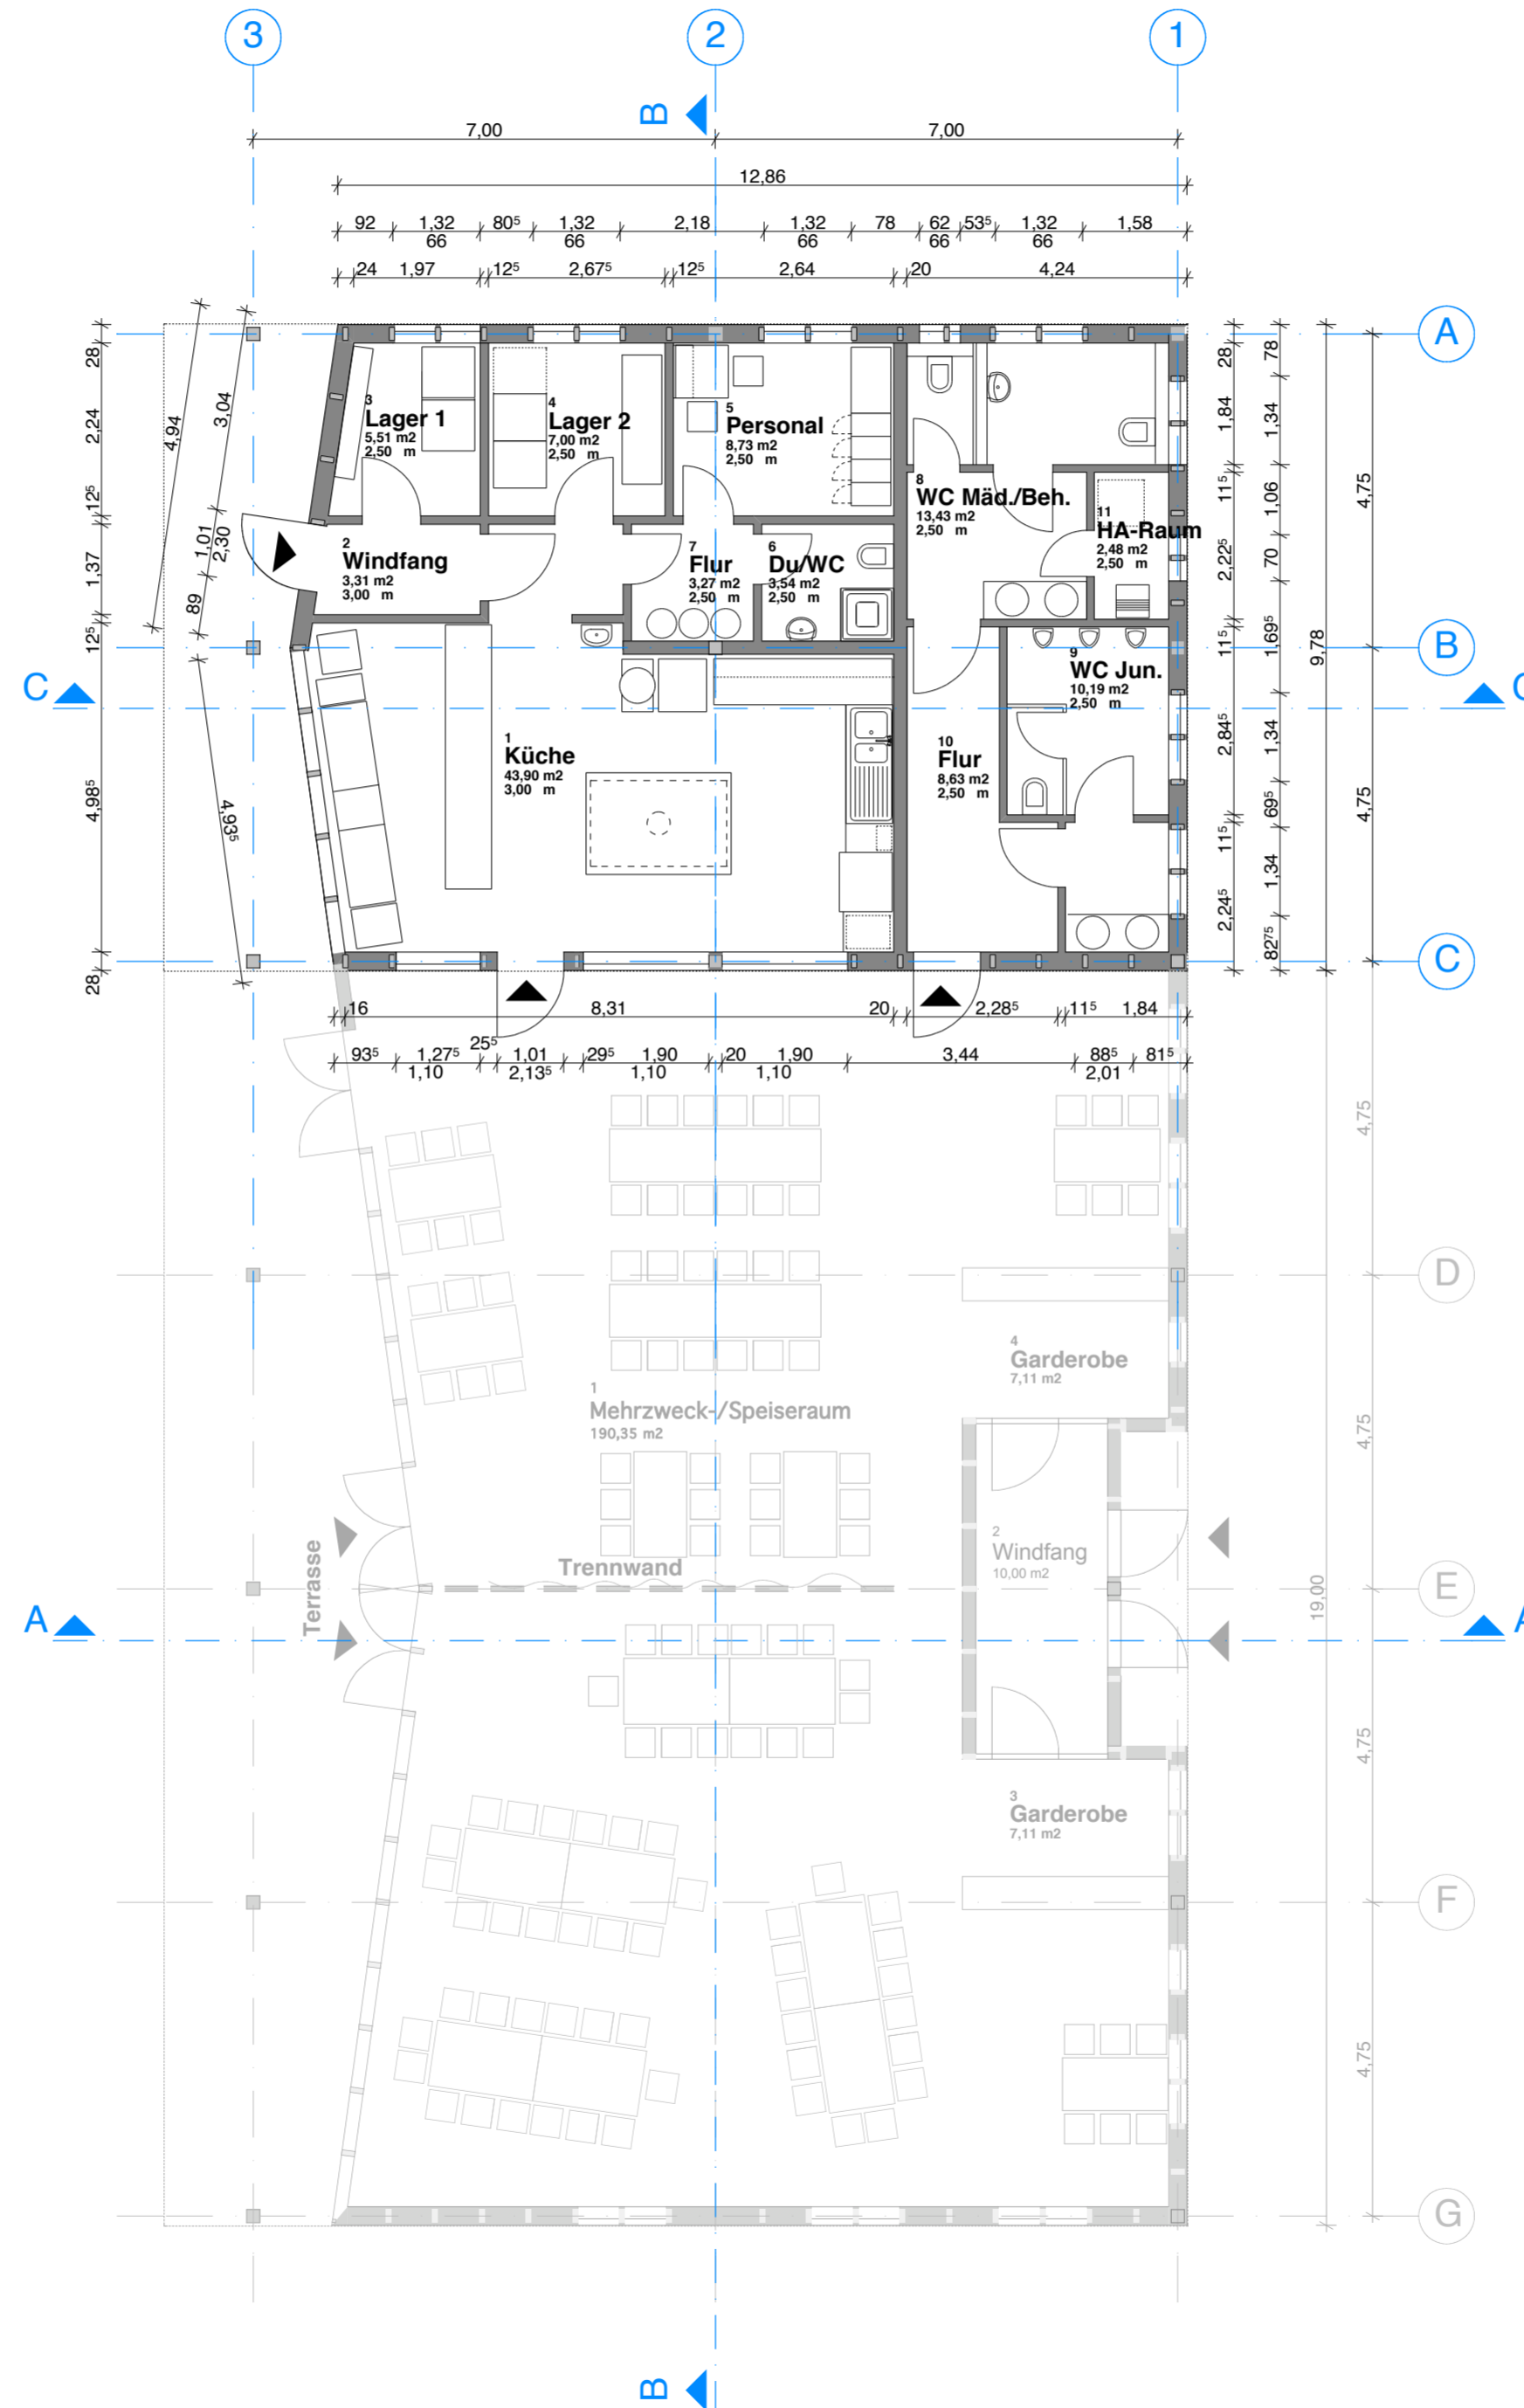 3
2
1
B
7,00
7,00
12,86
92
1,32
80⁵
1,32
2,18
1,32
78
62
53⁵
1,32
1,58
66
66
66
66
66
24
1,97
12⁵
2,67⁵
12⁵
2,64
20
4,24
A
28
2,24
12⁵
1,37
12⁵
4,98⁵
28
4,94
3,04
1,01
2,30
89
4,93⁵
3
Lager 1
5,51 m2
2,50 m
4
Lager 2
7,00 m2
2,50 m
5
Personal
8,73 m2
2,50 m
8
WC Mäd./Beh.
13,43 m2
2,50 m
11
HA-Raum
2,48 m2
2,50 m
2
Windfang
3,31 m2
3,00 m
7
Flur
3,27 m2
2,50 m
6
Du/WC
3,54 m2
2,50 m
9
WC Jun.
10,19 m2
2,50 m
1
Küche
43,90 m2
3,00 m
10
Flur
8,63 m2
2,50 m
28
1,84
11⁵
2,22⁵
11⁵
2,84⁵
11⁵
2,24⁵
78
1,34
1,06
70
1,69⁵
1,34
69⁵
1,34
82⁷⁵
9,78
4,75
4,75
B
C
C
C
16
8,31
20
2,28⁵
11⁵
1,84
93⁵
1,27⁵
25⁵
1,01
29⁵
1,90
20
1,90
3,44
88⁵
81⁵
1,10
2,13⁵
1,10
1,10
2,01
4,75
D
4
Garderobe
7,11 m2
1
Mehrzweck-/Speiseraum
190,35 m2
4,75
2
Windfang
10,00 m2
Trennwand
Terrasse
19,00
E
A
A
4,75
3
Garderobe
7,11 m2
F
4,75
G
B